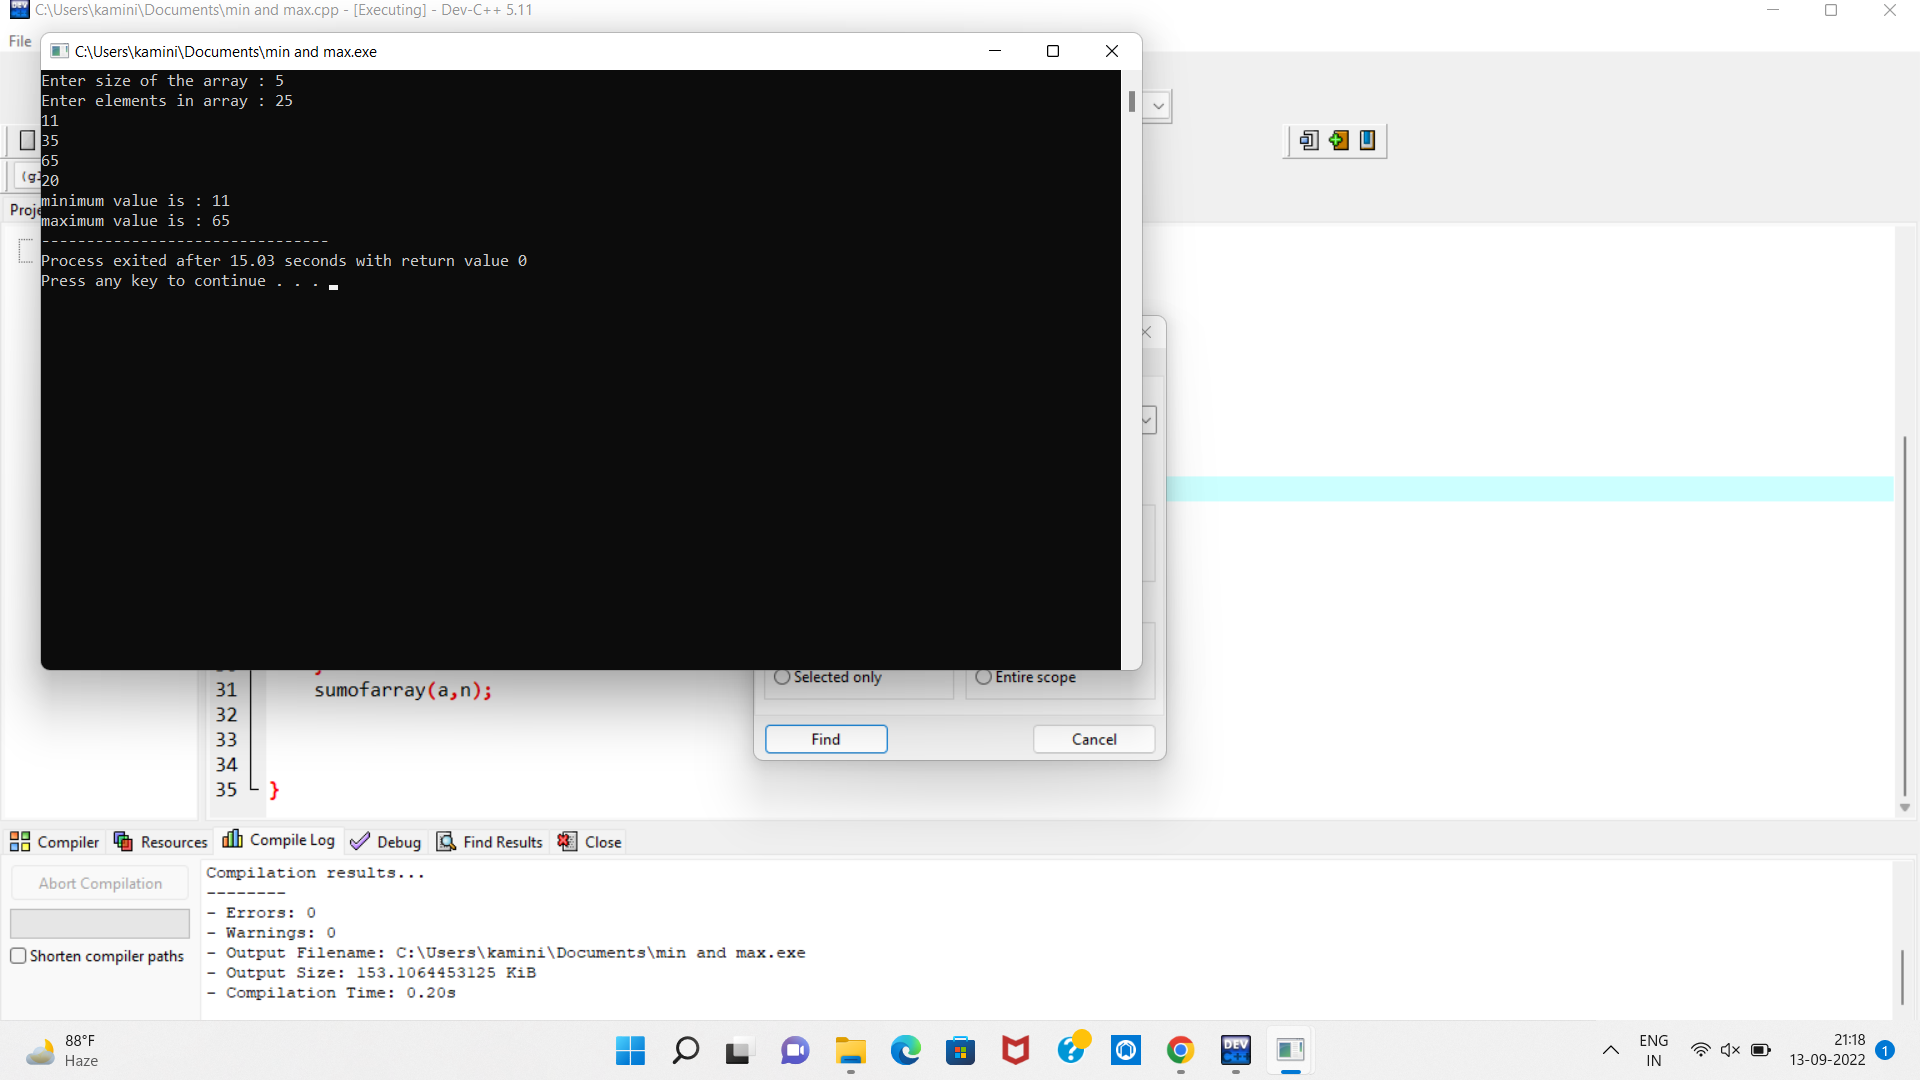 C:\Users\kamini\Documents\min and max.cpp - [Executing] - Dev-C++ 5.11
File
C:\Users\kamini\Documents\min and max.exe
Enter size of the array : 5
Enter elements in array : 25
11
35
65
20
minimum value is : 11
maximum value is : 65
--------------------------------
Process exited after 15.03 seconds with return value 0
Press any key to continue . . .
Selected only
Entire scope
31 sumofarray(a,n);
32
33
34
35 }
Find
Cancel
Compiler
Resources
Compile Log
Debug
Find Results
Close
Abort Compilation
Shorten compiler paths
Compilation results...
--------
- Errors: 0
- Warnings: 0
- Output Filename: C:\Users\kamini\Documents\min and max.exe
- Output Size: 153.1064453125 KiB
- Compilation Time: 0.20s
88°F
Haze
DEV
C++
ENG
IN
21:18
13-09-2022
1